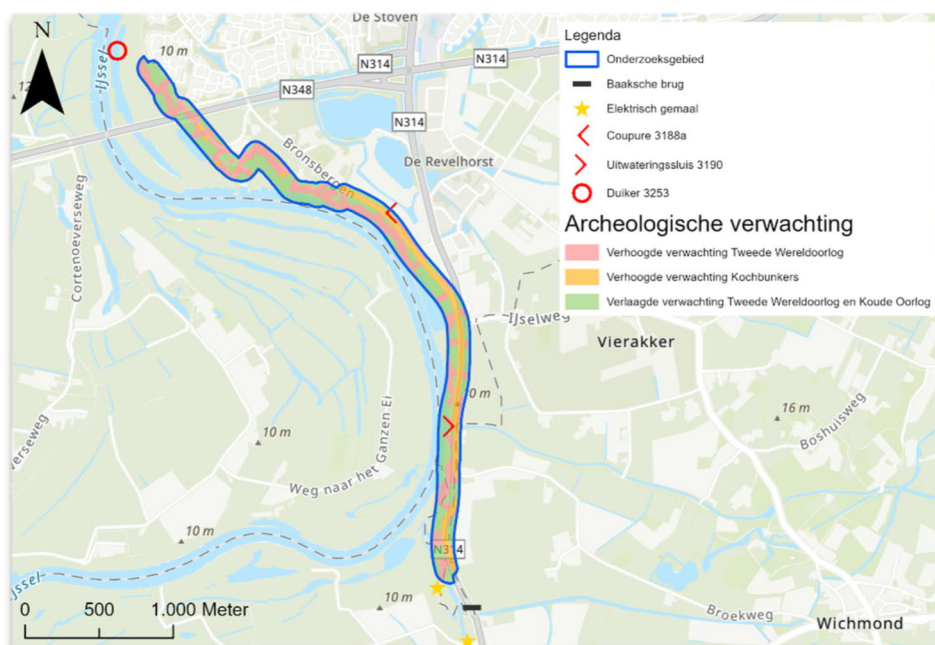 De Stoven
N
10 m
IJssel
N314
N314
N348
N314
Bronsbergen
De Revelhorst
Cortenoeverseweg
IJselweg
Vierakker
10 m
16 m
Boshuisweg
10 m
10 m
Weg naar het Ganzen Ei
verseweg
10 m
N314
IJssel
10 m
Broekweg
Wichmond
0 500 1.000 Meter
Legenda
Onderzoeksgebied
Baaksche brug
Elektrisch gemaal
Coupure 3188a
Uitwateringssluis 3190
Duiker 3253
Archeologische verwachting
Verhoogde verwachting Tweede Wereldoorlog
Verhoogde verwachting Kochbunkers
Verlaagde verwachting Tweede Wereldoorlog en Koude Oorlog